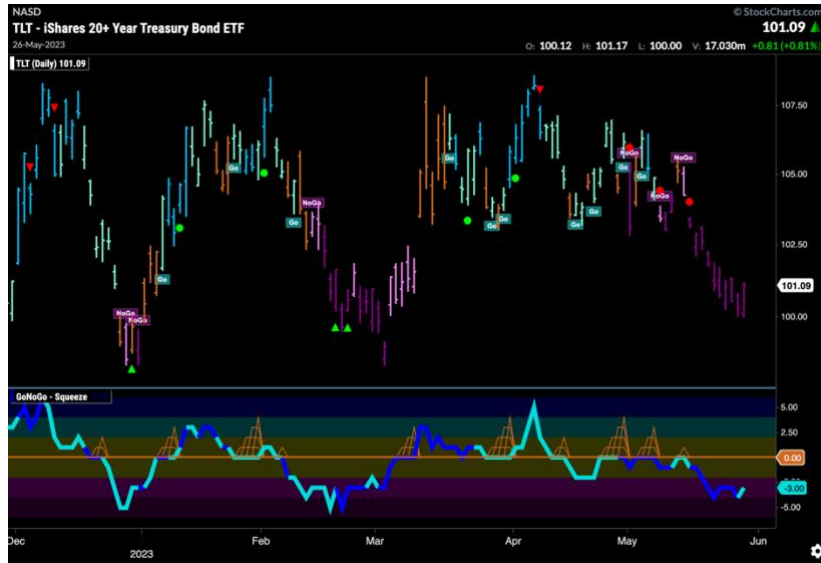 NASD
© StockCharts.com
TLT - iShares 20+ Year Treasury Bond ETF
101.09
26-May-2023
O: 100.12 H: 101.17 L: 100.00 V: 17.030m +0.81 (+0.81%)
TLT (Daily) 101.09
107.50
NoGo
Go
Go
Go
NoGo
105.00
Go
NoGo
NoGo
Go
Go
Go
Go
Go
102.50
Go
101.09
NoGo
NoGo
100.00
GoNoGo - Squeeze
5.00
2.50
0.00
-3.00
-5.00
Dec
Feb
Mar
Apr
May
Jun
2023